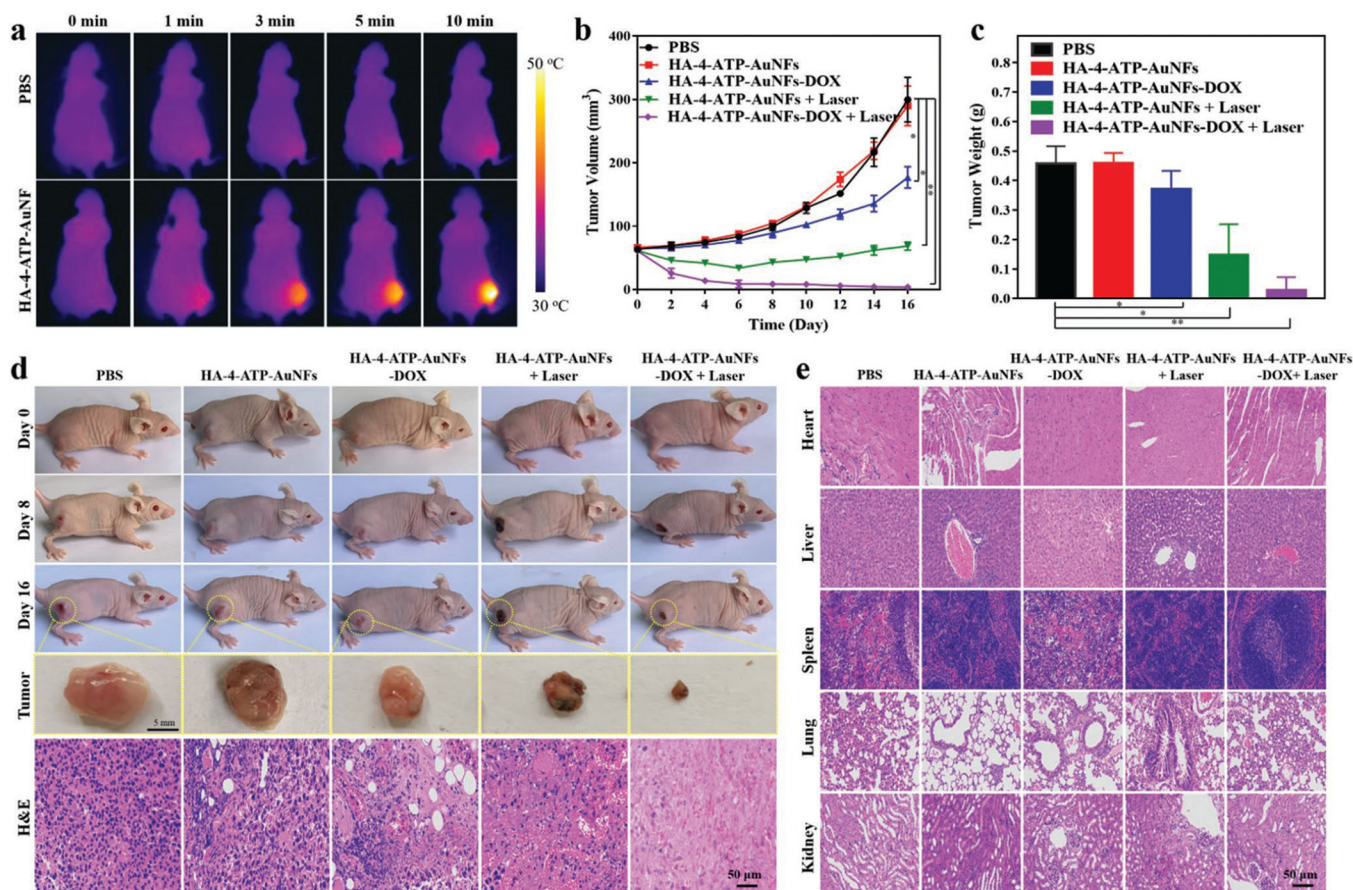 a
0 min 1 min 3 min 5 min 10 min
PBS
HA-4-ATP-AuNF
50 °C
30 °C
b
400
300
200
100
0
Tumor Volume (mm³)
PBS
HA-4-ATP-AuNFs
HA-4-ATP-AuNFs-DOX
HA-4-ATP-AuNFs + Laser
HA-4-ATP-AuNFs-DOX + Laser
*
*
**
0 2 4 6 8 10 12 14 16
Time (Day)
c
PBS
HA-4-ATP-AuNFs
HA-4-ATP-AuNFs-DOX
HA-4-ATP-AuNFs + Laser
HA-4-ATP-AuNFs-DOX + Laser
Tumor Weight (g)
0.6
0.5
0.4
0.3
0.2
0.1
0.0
*
*
**
d
PBS
HA-4-ATP-AuNFs
HA-4-ATP-AuNFs
-DOX
HA-4-ATP-AuNFs
+ Laser
HA-4-ATP-AuNFs
-DOX + Laser
Day 0
Day 8
Day 16
Tumor
5 mm
H&E
50 μm
e
PBS
HA-4-ATP-AuNFs
HA-4-ATP-AuNFs
-DOX
HA-4-ATP-AuNFs
+ Laser
HA-4-ATP-AuNFs
-DOX+ Laser
Heart
Liver
Spleen
Lung
Kidney
50 μm